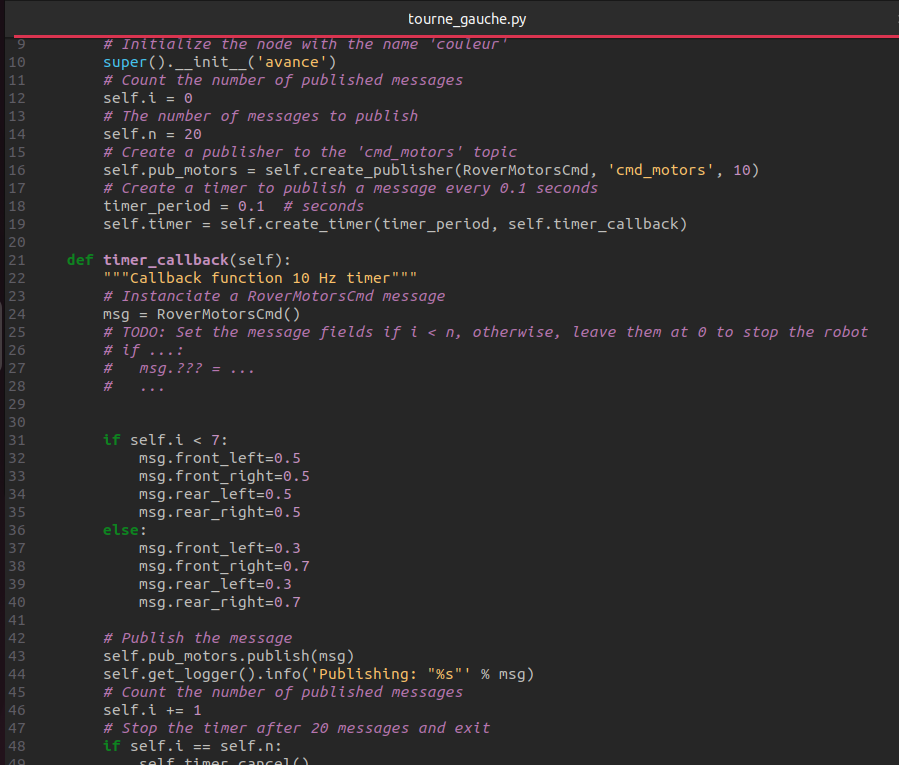 tourne_gauche.py
9 # Initialize the node with the name 'couleur'
10 super().__init__('avance')
11 # Count the number of published messages
12 self.i = 0
13 # The number of messages to publish
14 self.n = 20
15 # Create a publisher to the 'cmd_motors' topic
16 self.pub_motors = self.create_publisher(RoverMotorsCmd, 'cmd_motors', 10)
17 # Create a timer to publish a message every 0.1 seconds
18 timer_period = 0.1  # seconds
19 self.timer = self.create_timer(timer_period, self.timer_callback)
20
21 def timer_callback(self):
22 """Callback function 10 Hz timer"""
23 # Instanciate a RoverMotorsCmd message
24 msg = RoverMotorsCmd()
25 # TODO: Set the message fields if i < n, otherwise, leave them at 0 to stop the robot
26 # if ...:
27 #   msg.??? = ...
28 #   ...
29
30
31 if self.i < 7:
32 msg.front_left=0.5
33 msg.front_right=0.5
34 msg.rear_left=0.5
35 msg.rear_right=0.5
36 else:
37 msg.front_left=0.3
38 msg.front_right=0.7
39 msg.rear_left=0.3
40 msg.rear_right=0.7
41
42 # Publish the message
43 self.pub_motors.publish(msg)
44 self.get_logger().info('Publishing: "%s"' % msg)
45 # Count the number of published messages
46 self.i += 1
47 # Stop the timer after 20 messages and exit
48 if self.i == self.n:
49 self.timer.cancel()